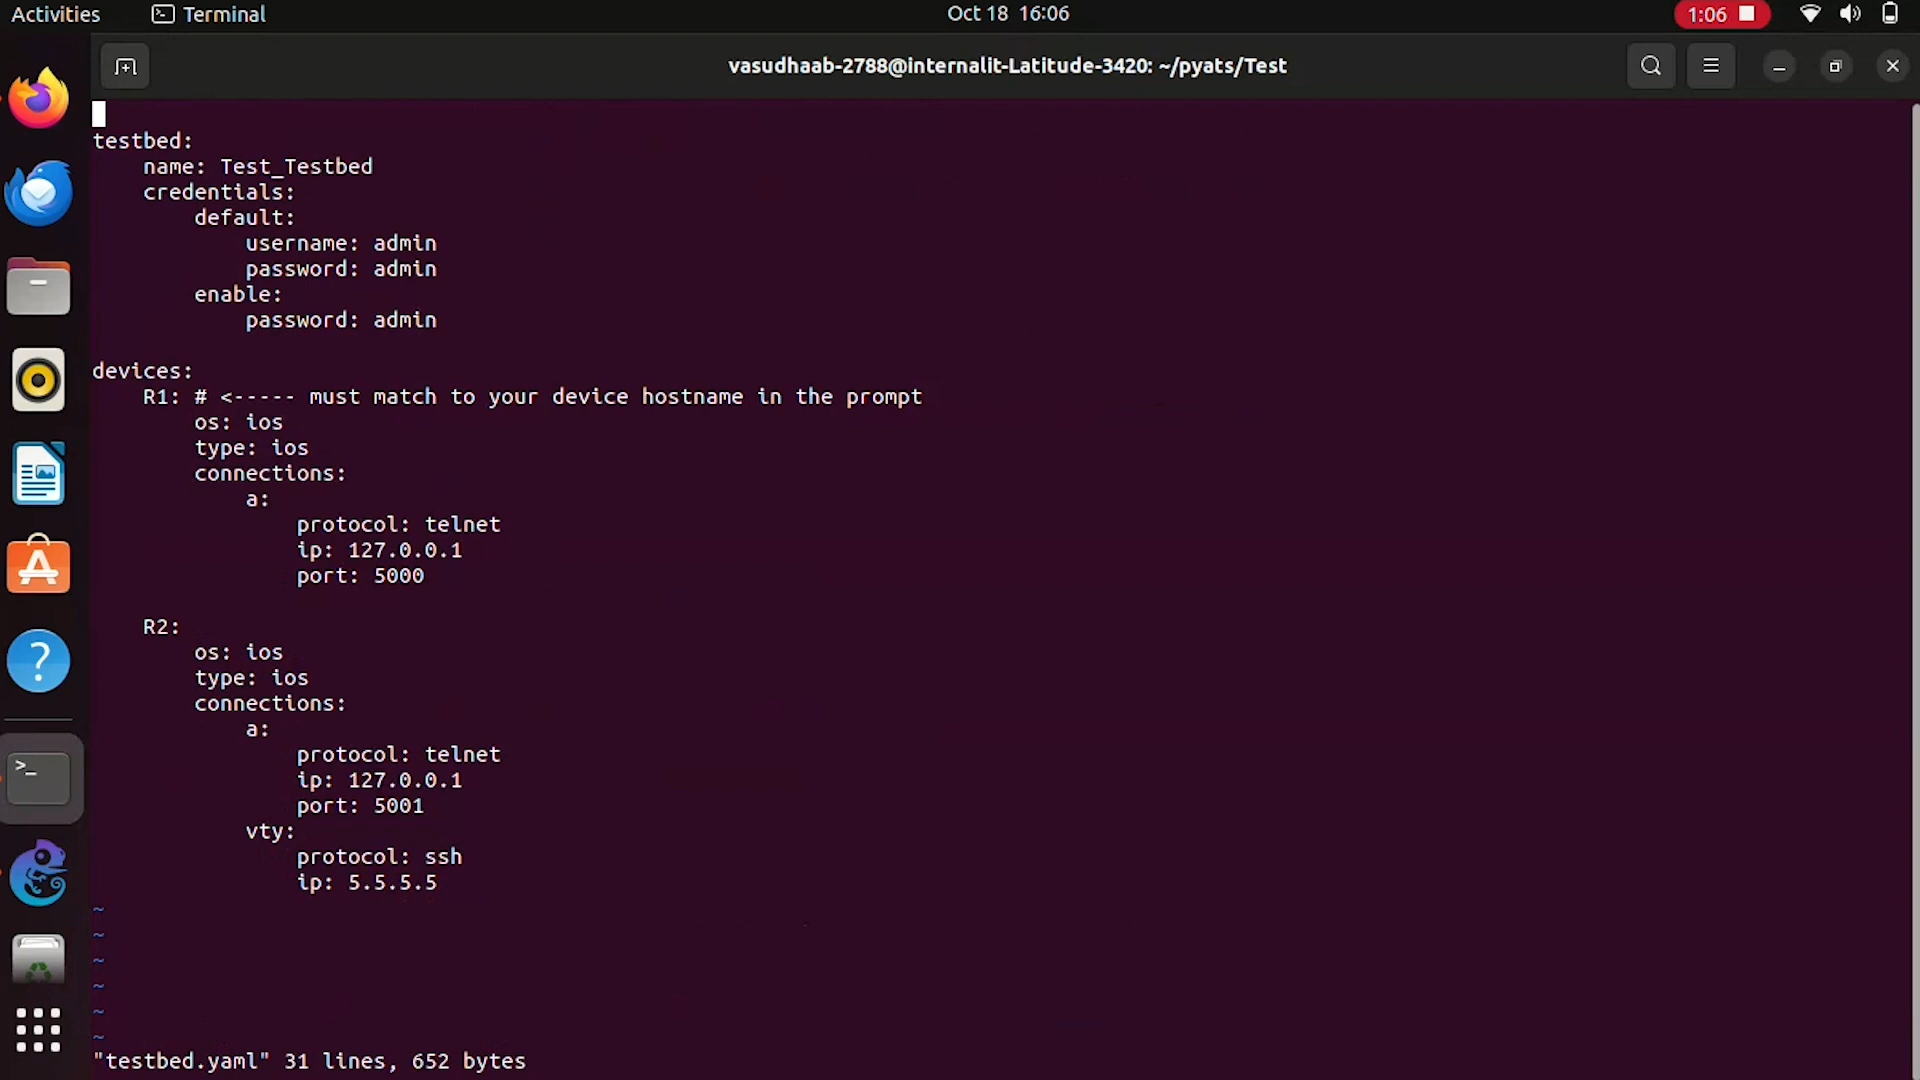 Activities
Terminal
Oct 18 16:06
1:06
vasudhaab-2788@internalit-Latitude-3420: ~/pyats/Test
testbed:
    name: Test_Testbed
    credentials:
        default:
            username: admin
            password: admin
        enable:
            password: admin
devices:
    R1: # <----- must match to your device hostname in the prompt
        os: ios
        type: ios
        connections:
            a:
                protocol: telnet
                ip: 127.0.0.1
                port: 5000
    R2:
        os: ios
        type: ios
        connections:
            a:
                protocol: telnet
                ip: 127.0.0.1
                port: 5001
            vty:
                protocol: ssh
                ip: 5.5.5.5
~
~
~
~
~
~
"testbed.yaml" 31 lines, 652 bytes